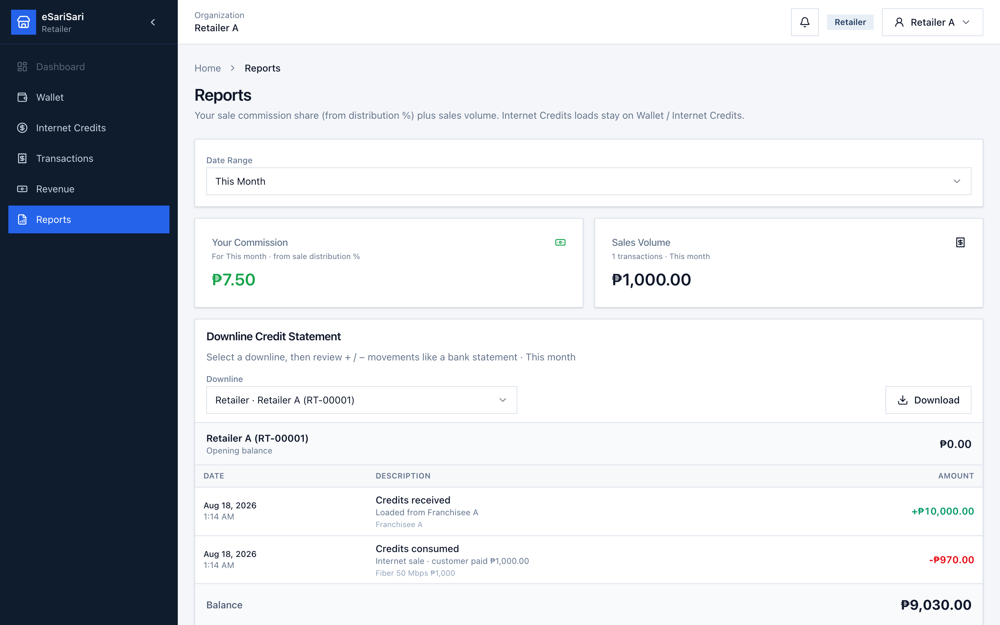 eSariSari
Retailer
Dashboard
Wallet
Internet Credits
Transactions
Revenue
Reports
Organization
Retailer A
Retailer
Retailer A
Home
Reports
Reports
Your sale commission share (from distribution %) plus sales volume. Internet Credits loads stay on Wallet / Internet Credits.
Date Range
This Month
Your Commission
For This month · from sale distribution %
₱7.50
Sales Volume
1 transactions · This month
₱1,000.00
Downline Credit Statement
Select a downline, then review + / − movements like a bank statement · This month
Downline
Retailer · Retailer A (RT-00001)
Download
Retailer A (RT-00001)
Opening balance
₱0.00
DATE DESCRIPTION AMOUNT
Aug 18, 2026
1:14 AM
Credits received
Loaded from Franchisee A
Franchisee A
+₱10,000.00
Aug 18, 2026
1:14 AM
Credits consumed
Internet sale · customer paid ₱1,000.00
Fiber 50 Mbps ₱1,000
-₱970.00
Balance
₱9,030.00